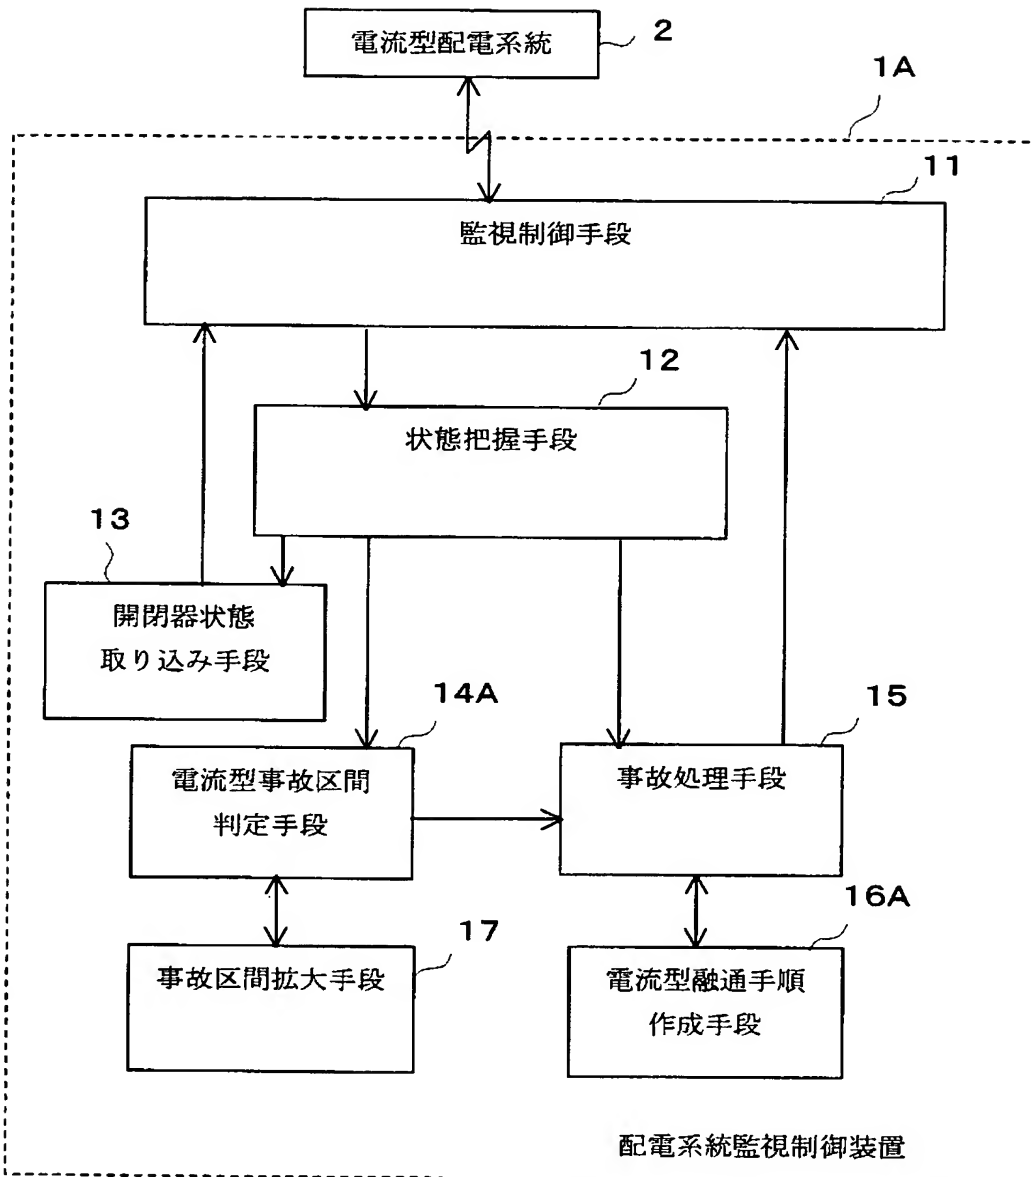 電流型配電系統
2
1A
11
監視制御手段
12
状態把握手段
13
開閉器状態
取り込み手段
14A
電流型事故区間
判定手段
15
事故処理手段
17
事故区間拡大手段
16A
電流型融通手順
作成手段
配電系統監視制御装置